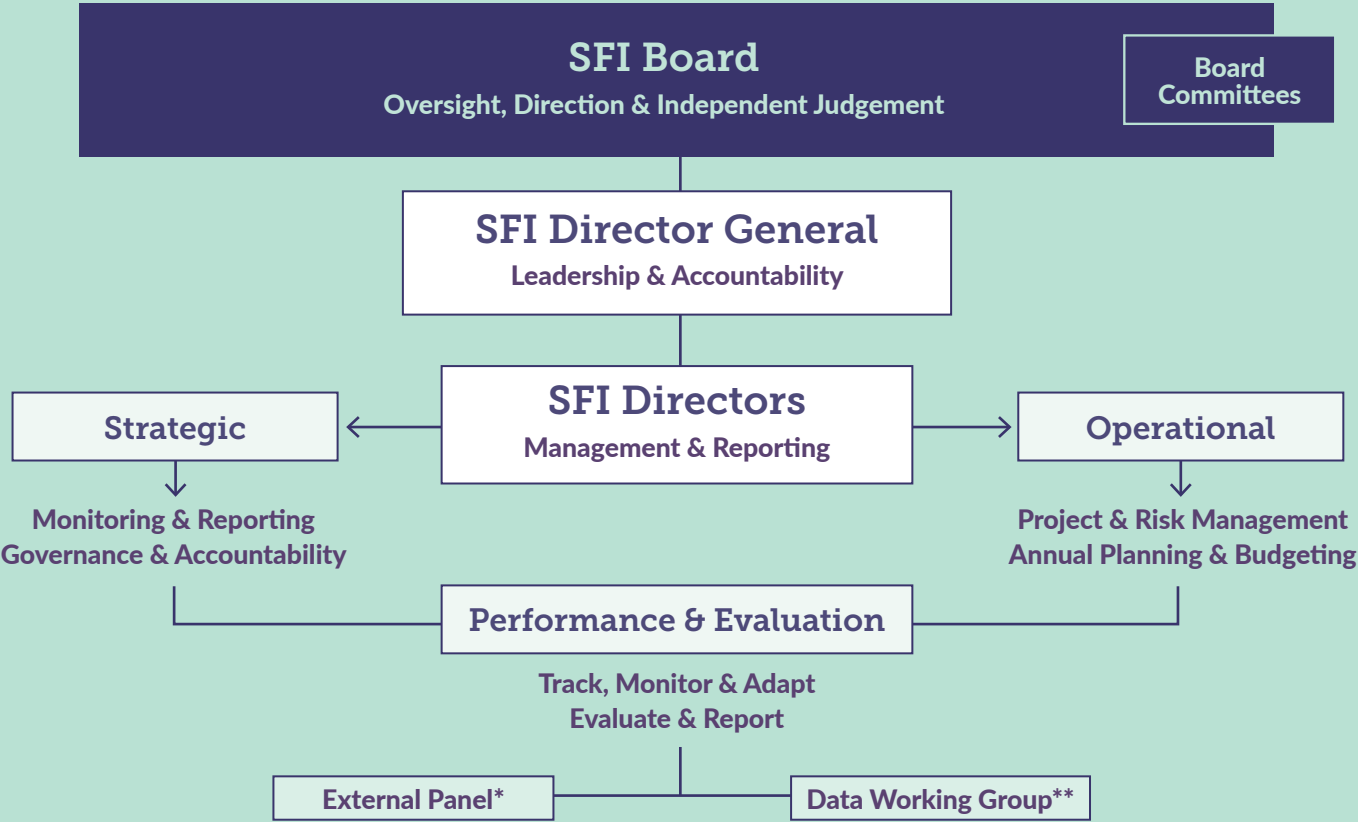 SFI Board
Oversight, Direction & Independent Judgement
Board
Committees
SFI Director General
Leadership & Accountability
SFI Directors
Management & Reporting
Strategic
Operational
Monitoring & Reporting
Governance & Accountability
Project & Risk Management
Annual Planning & Budgeting
Performance & Evaluation
Track, Monitor & Adapt
Evaluate & Report
External Panel*
Data Working Group**